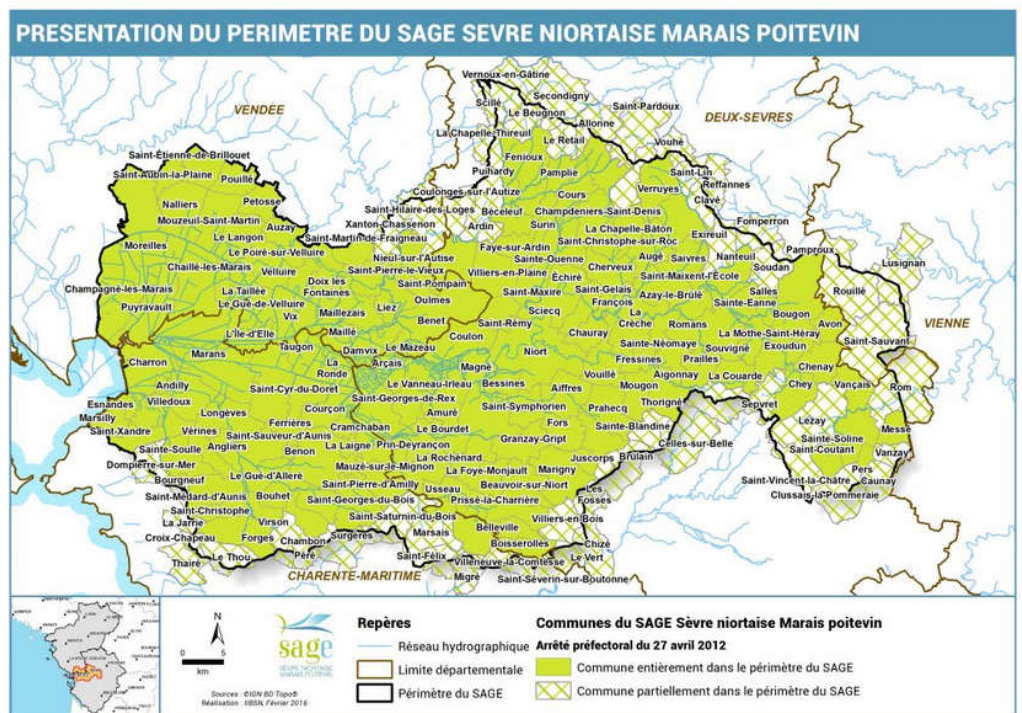 PRESENTATION DU PERIMETRE DU SAGE SEVRE NIORTAISE MARAIS POITEVIN
Vernoux-en-Gâtine
Secondigny
Scillé
Saint-Pardoux
VENDEE
Le Beugnon
Allonne
DEUX-SEVRES
La Chapelle-Thireuil
Le Retail
Vouhé
Saint-Étienne-de-Brillouet
Fenioux
Saint-Aubin-la-Plaine
Pouillé
Puihardy
Pamplie
Saint-Lin
Reffannes
Coulonges-sur-l'Autize
Cours
Verruyes
Clavé
Petosse
Nalliers
Saint-Hilaire-des-Loges
Bécéleuf
Champdeniers-Saint-Denis
Mouzeuil-Saint-Martin
Auzay
Xanton-Chassenon
Ardin
Surin
La Chapelle-Bâton
Fomperron
Le Langon
Saint-Martin-de-Fraigneau
Saint-Christophe-sur-Roc
Exireuil
Moreilles
Le Poiré-sur-Velluire
Nieul-sur-l'Autise
Faye-sur-Ardin
Sainte-Ouenne
Augé
Saivres
Nanteuil
Pamproux
Lusignan
Chaillé-les-Marais
Velluire
Saint-Pierre-le-Vieux
Villiers-en-Plaine
Échiré
Cherveux
Saint-Maixent-l'École
Soudan
Champagné-les-Marais
La Taillée
Doix les
Fontaines
Saint-Pompain
Saint-Maxire
Saint-Gelais
Azay-le-Brûlé
Salles
Rouillé
Puyravault
Le Gué-de-Velluire
Vix
Maillezais
Liez
Oulmes
Sciecq
François
Sainte-Eanne
Bougon
L'Île-d'Elle
Maillé
Benet
Saint-Rémy
La
Crèche
Romans
Avon
VIENNE
Charron
Marans
Taugon
Damvix
Le Mazeau
Coulon
Chauray
La Mothe-Saint-Héray
Saint-Sauvant
La
Ronde
Arçais
Magné
Niort
Sainte-Néomaye
Souvigné
Exoudun
Andilly
Fressines
Prailles
Chenay
Saint-Cyr-du-Doret
Le Vanneau-Irleau
Bessines
Vouillé
Aigonnay
La Couarde
Chey
Vançais
Rom
Esnandes
Villedoux
Saint-Georges-de-Rex
Aiffres
Mougon
Marsilly
Longèves
Courçon
Amuré
Saint-Symphorien
Prahecq
Thorigné
Sepvret
Saint-Xandre
Vérines
Ferrières
Cramchaban
Le Bourdet
Fors
Sainte-Blandine
Lezay
Messé
Sainte-Soulle
Angliers
Saint-Sauveur-d'Aunis
La Laigne
Prin-Deyrançon
Granzay-Gript
Celles-sur-Belle
Sainte-Soline
Saint-Coutant
Vanzay
Dompierre-sur-Mer
Benon
La Rochénard
Juscorps
Brûlain
Bourgneuf
Mauzé-sur-le-Mignon
La Foye-Monjault
Marigny
Pers
Caunay
Le Gué-d'Alleré
Saint-Pierre-d'Amilly
Usseau
Beauvoir-sur-Niort
Saint-Vincent-la-Châtre
Saint-Médard-d'Aunis
Bouhet
Saint-Georges-du-Bois
Prissé-la-Charrière
Les
Fosses
Clussais-la-Pommeraie
Saint-Christophe
La Jarrie
Virson
Saint-Saturnin-du-Bois
Belleville
Villiers-en-Bois
Croix-Chapeau
Forges
Chambon
Surgères
Marsais
Boisserolles
Chizé
Thairé
Le Thou
Péré
Saint-Félix
Villeneuve-la-Comtesse
Le Vert
CHARENTE-MARITIME
Migré
Saint-Séverin-sur-Boutonne
N
0 5
km
sage
SÈVRE NIORTAISE
MARAIS POITEVIN
Sources : ©IGN BD Topo®
Réalisation : IIBSN, Février 2016
Repères
Réseau hydrographique
Limite départementale
Périmètre du SAGE
Communes du SAGE Sèvre niortaise Marais poitevin
Arrêté préfectoral du 27 avril 2012
Commune entièrement dans le périmètre du SAGE
Commune partiellement dans le périmètre du SAGE